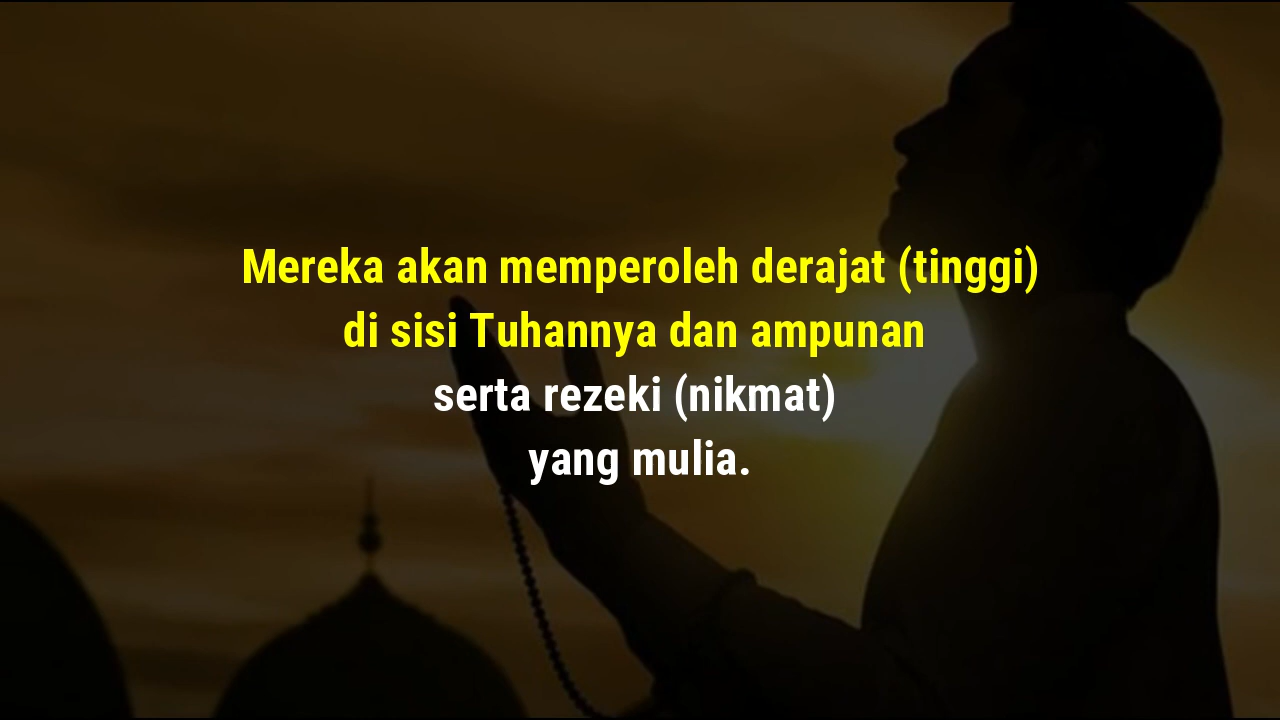 Mereka akan memperoleh derajat (tinggi)
di sisi Tuhannya dan ampunan
serta rezeki (nikmat)
yang mulia.